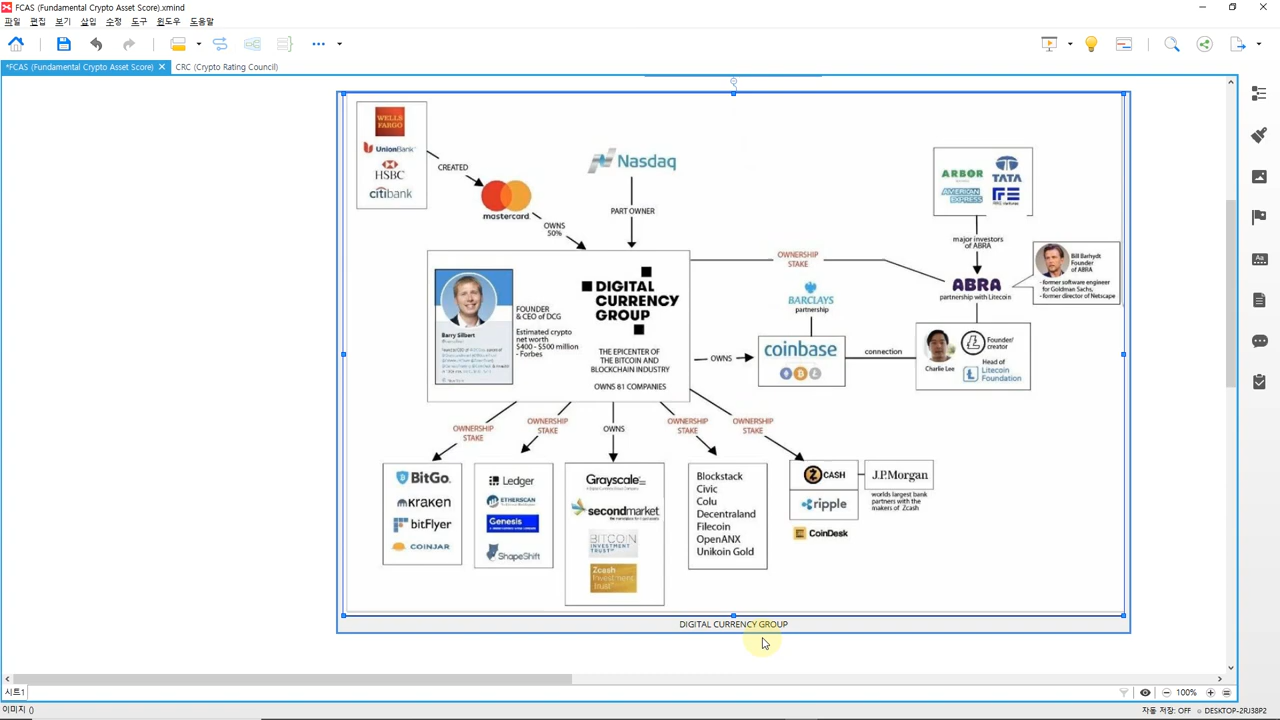 FCAS (Fundamental Crypto Asset Score).xmind
파일 편집 보기 삽입 수정 도구 윈도우 도움말
*FCAS (Fundamental Crypto Asset Score)
CRC (Crypto Rating Council)
WELLS
FARGO
UnionBank
HSBC
citibank
CREATED
mastercard
OWNS
50%
Nasdaq
PART OWNER
ARBOR
TATA
AMERICAN
EXPRESS
major investors
of ABRA
OWNERSHIP
STAKE
ABRA
partnership with Litecoin
Bill Barhydt
Founder
of ABRA
- former software engineer
for Goldman Sachs,
- former director of Netscape
Barry Silbert
FOUNDER
& CEO of DCG
Estimated crypto
net worth
$400 - $500 million
- Forbes
DIGITAL
CURRENCY
GROUP
THE EPICENTER OF
THE BITCOIN AND
BLOCKCHAIN INDUSTRY
OWNS 81 COMPANIES
BARCLAYS
partnership
OWNS
coinbase
connection
Charlie Lee
Founder/
creator
Head of
Litecoin
Foundation
OWNERSHIP
STAKE
OWNERSHIP
STAKE
OWNS
OWNERSHIP
STAKE
OWNERSHIP
STAKE
BitGo
kraken
bitFlyer
COINJAR
Ledger
ETHERSCAN
Genesis
ShapeShift
Grayscale
secondmarket
BITCOIN
INVESTMENT
TRUST
Zcash
Investment
Trust
Blockstack
Civic
Colu
Decentraland
Filecoin
OpenANX
Unikoin Gold
ZCASH
ripple
CoinDesk
J.P.Morgan
worlds largest bank
partners with the
makers of Zcash
DIGITAL CURRENCY GROUP
시트1
100%
이미지 ()
자동 저장: OFF
DESKTOP-2RJ38P2